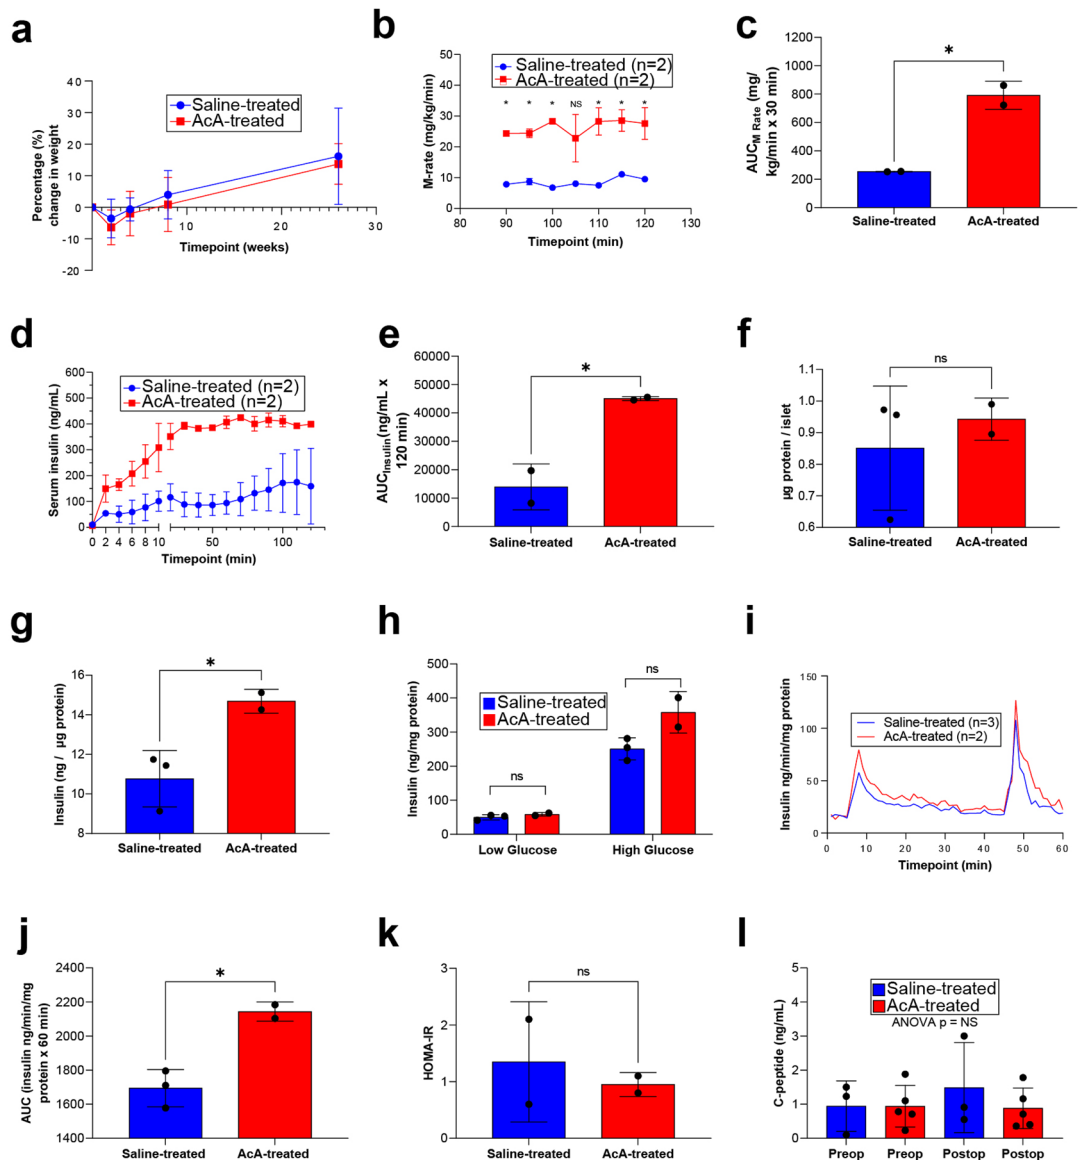 a
Percentage (%)
change in weight
40
30
20
10
0
-10
-20
10
20
30
Saline-treated
AcA-treated
Timepoint (weeks)
b
M-rate (mg/kg/min)
50
40
30
20
10
0
80
90
100
110
120
130
Saline-treated (n=2)
AcA-treated (n=2)
* * * NS * * *
Timepoint (min)
c
AUC M Rate (mg/
kg/min x 30 min)
1200
1000
800
600
400
200
0
*
Saline-treated
AcA-treated
d
Serum insulin (ng/mL)
600
500
400
300
200
100
0
0 2 4 6 8 10 50 100
Saline-treated (n=2)
AcA-treated (n=2)
Timepoint (min)
e
AUCInsulin(ng/mL x
120 min)
60000
50000
40000
30000
20000
10000
0
*
Saline-treated
AcA-treated
f
µg protein / islet
1.1
1.0
0.9
0.8
0.7
0.6
ns
Saline-treated
AcA-treated
g
Insulin (ng / µg protein)
16
14
12
10
8
*
Saline-treated
AcA-treated
h
Insulin (ng/mg protein)
500
400
300
200
100
0
Saline-treated
AcA-treated
ns
ns
Low Glucose
High Glucose
i
Insulin ng/min/mg protein
150
100
50
0
0 10 20 30 40 50 60
Saline-treated (n=3)
AcA-treated (n=2)
Timepoint (min)
j
AUC (insulin ng/min/mg
protein x 60 min)
2400
2200
2000
1800
1600
1400
*
Saline-treated
AcA-treated
k
HOMA-IR
3
2
1
0
ns
Saline-treated
AcA-treated
l
C-peptide (ng/mL)
5
4
3
2
1
0
Saline-treated
AcA-treated
ANOVA p = NS
Preop
Preop
Postop
Postop